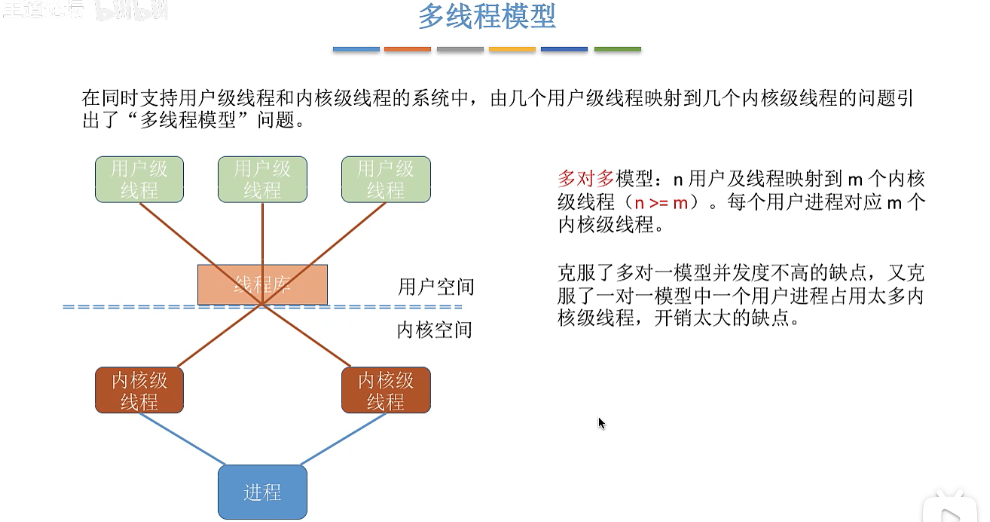 bilibili
多线程模型
在同时支持用户级线程和内核级线程的系统中，由几个用户级线程映射到几个内核级线程的问题引
出了“多线程模型”问题。
用户级
线程
用户级
线程
用户级
线程
线程库
用户空间
内核空间
内核级
线程
内核级
线程
进程
多对多模型：n 用户及线程映射到 m 个内核
级线程（n >= m）。每个用户进程对应 m 个
内核级线程。
克服了多对一模型并发度不高的缺点，又克
服了一对一模型中一个用户进程占用太多内
核级线程，开销太大的缺点。